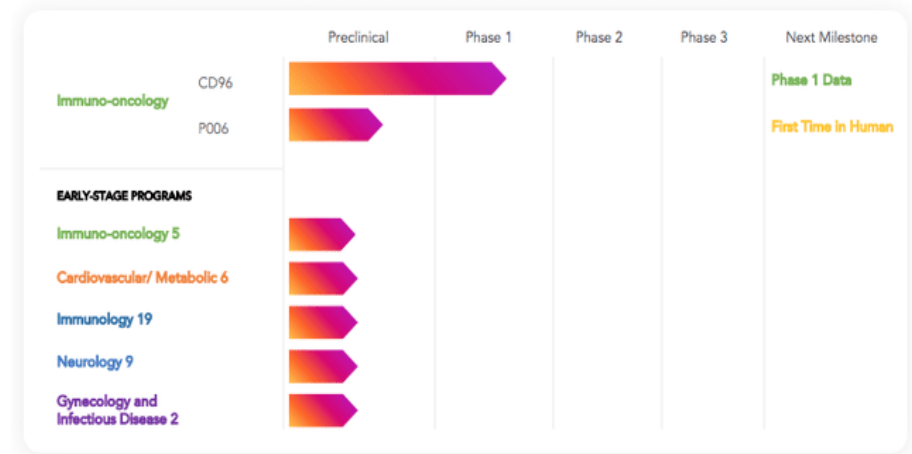 Preclinical Phase 1 Phase 2 Phase 3 Next Milestone
CD96 Phase 1 Data
Immuno-oncology
P006 First Time in Human
EARLY-STAGE PROGRAMS
Immuno-oncology 5
Cardiovascular/ Metabolic 6
Immunology 19
Neurology 9
Gynecology and
Infectious Disease 2